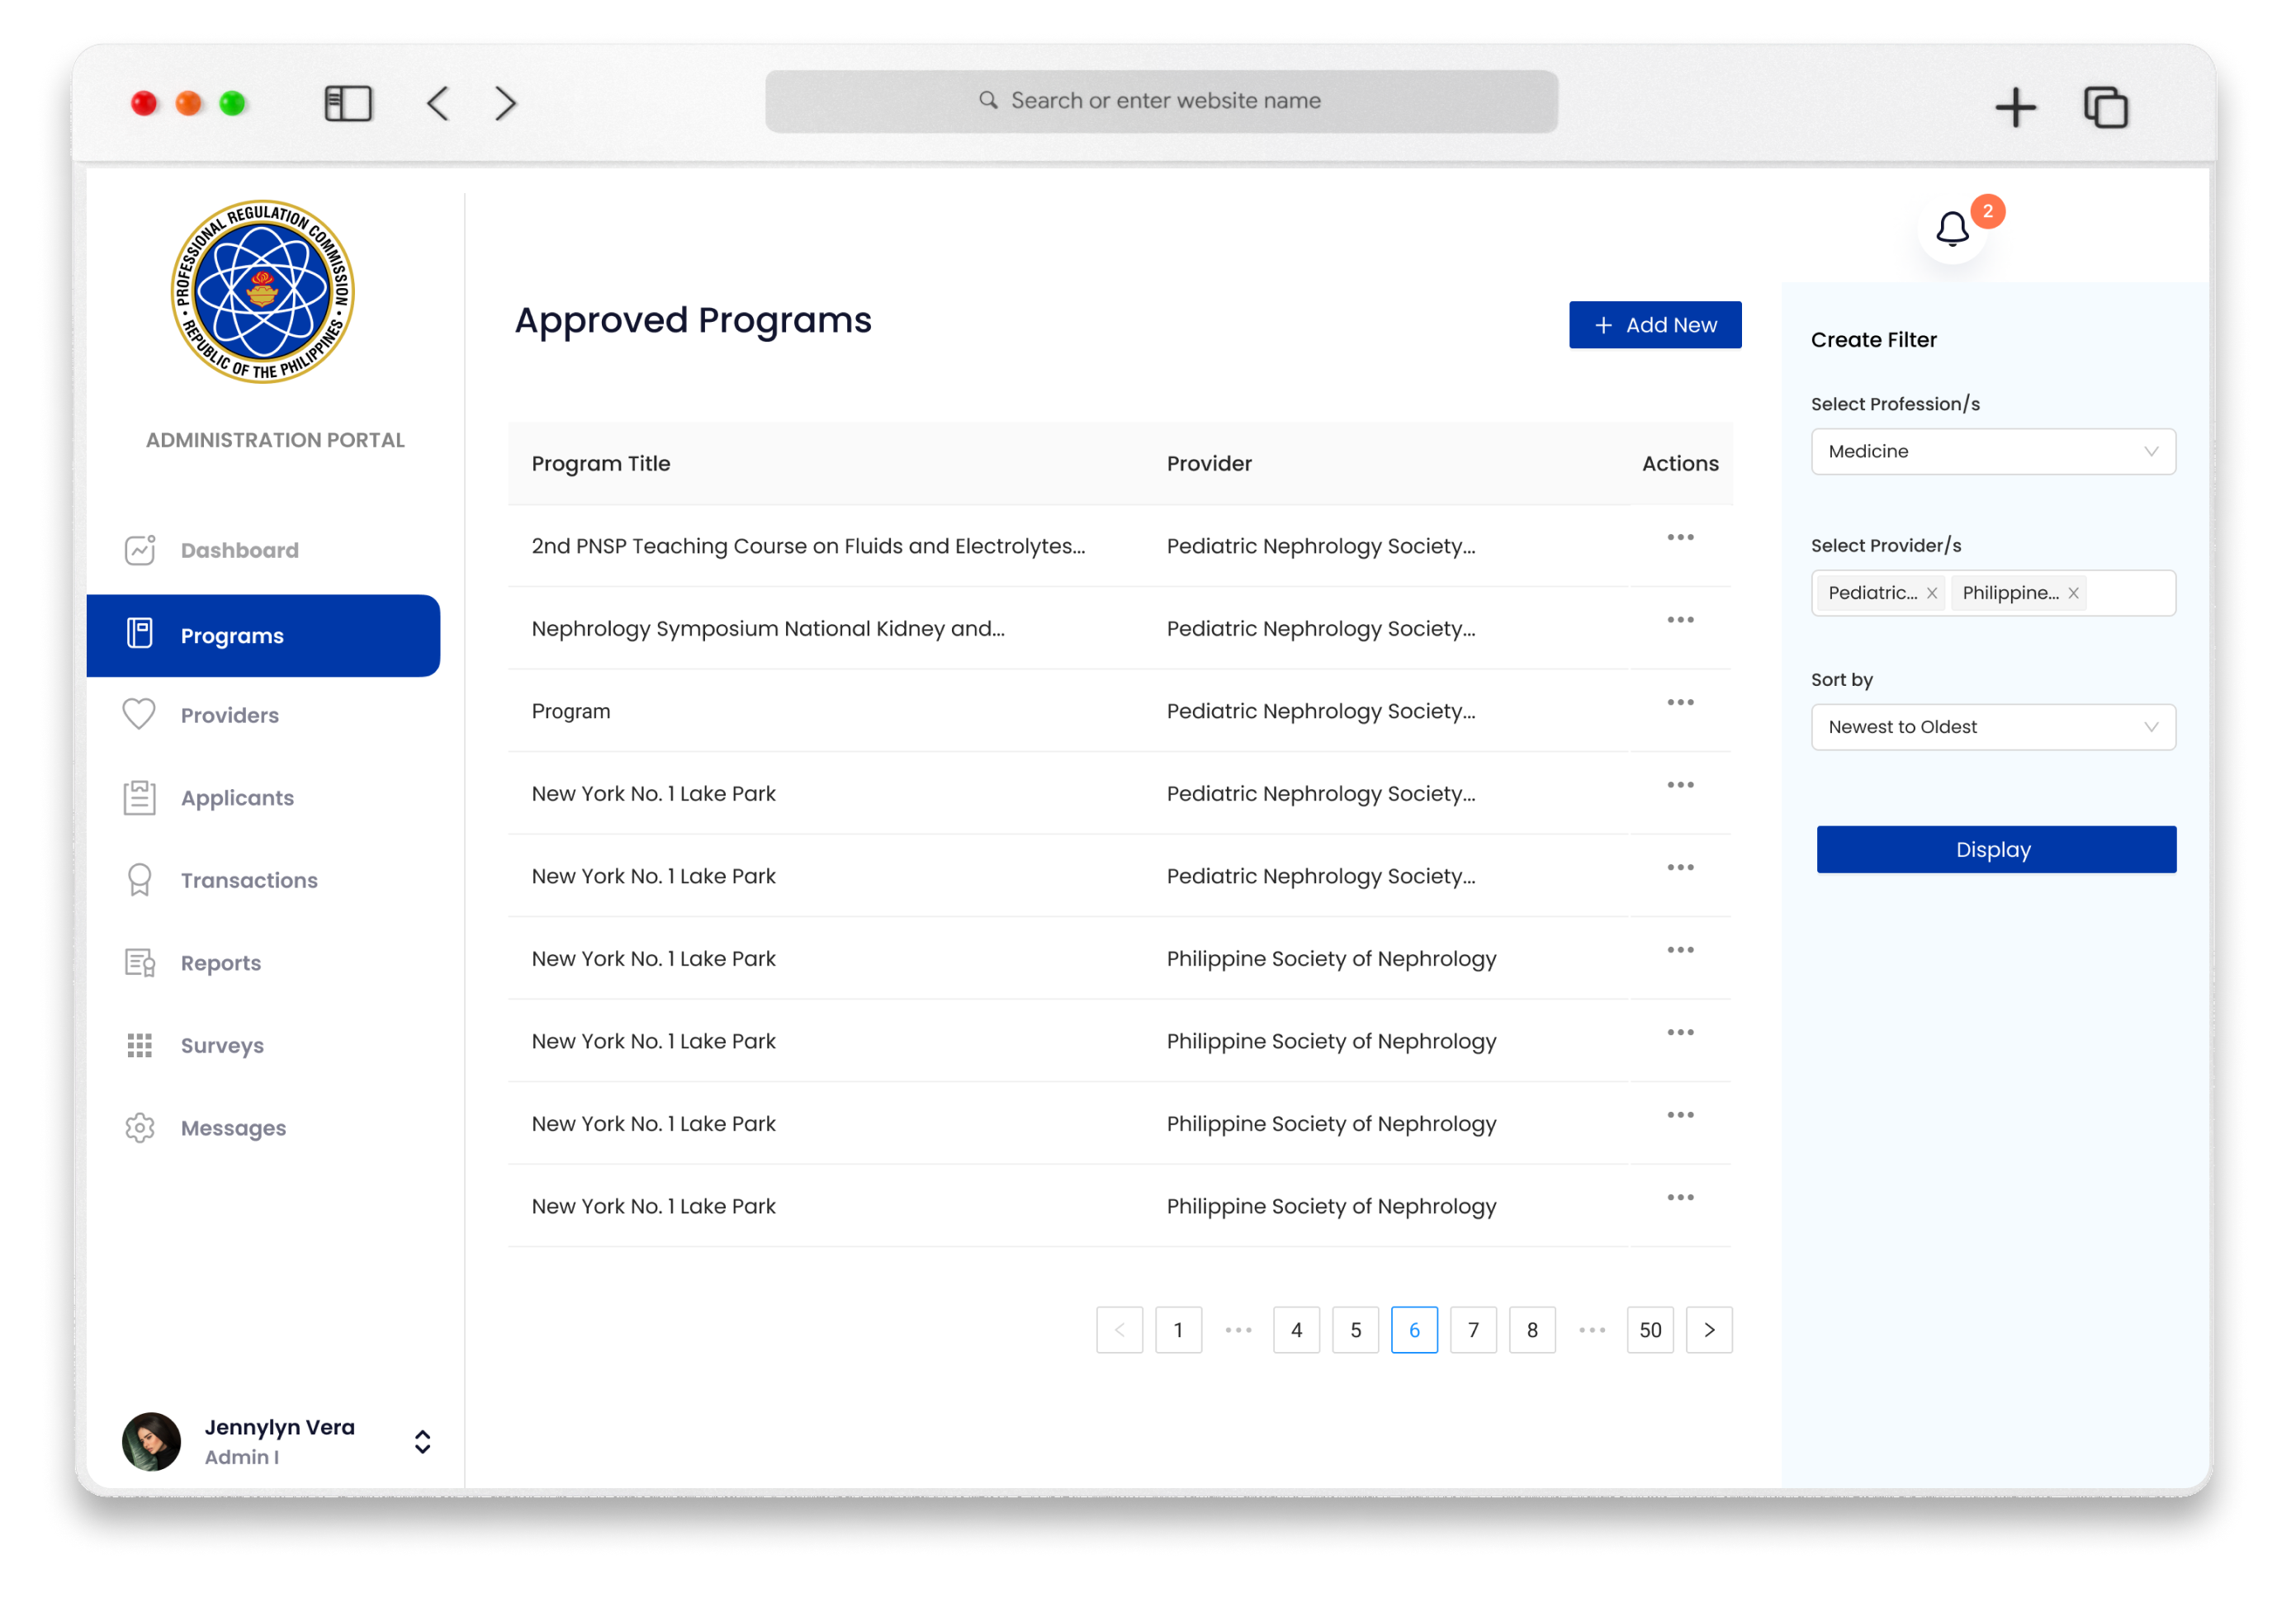 Search or enter website name
PROFESSIONAL REGULATION COMMISSION
REPUBLIC OF THE PHILIPPINES
ADMINISTRATION PORTAL
Dashboard
Programs
Providers
Applicants
Transactions
Reports
Surveys
Messages
Jennylyn Vera
Admin I
2
Approved Programs
+ Add New
Program Title Provider Actions
2nd PNSP Teaching Course on Fluids and Electrolytes... Pediatric Nephrology Society... •••
Nephrology Symposium National Kidney and... Pediatric Nephrology Society... •••
Program Pediatric Nephrology Society... •••
New York No. 1 Lake Park Pediatric Nephrology Society... •••
New York No. 1 Lake Park Pediatric Nephrology Society... •••
New York No. 1 Lake Park Philippine Society of Nephrology •••
New York No. 1 Lake Park Philippine Society of Nephrology •••
New York No. 1 Lake Park Philippine Society of Nephrology •••
New York No. 1 Lake Park Philippine Society of Nephrology •••
< 1 ••• 4 5 6 7 8 ••• 50 >
Create Filter
Select Profession/s
Medicine
Select Provider/s
Pediatric... × Philippine... ×
Sort by
Newest to Oldest
Display